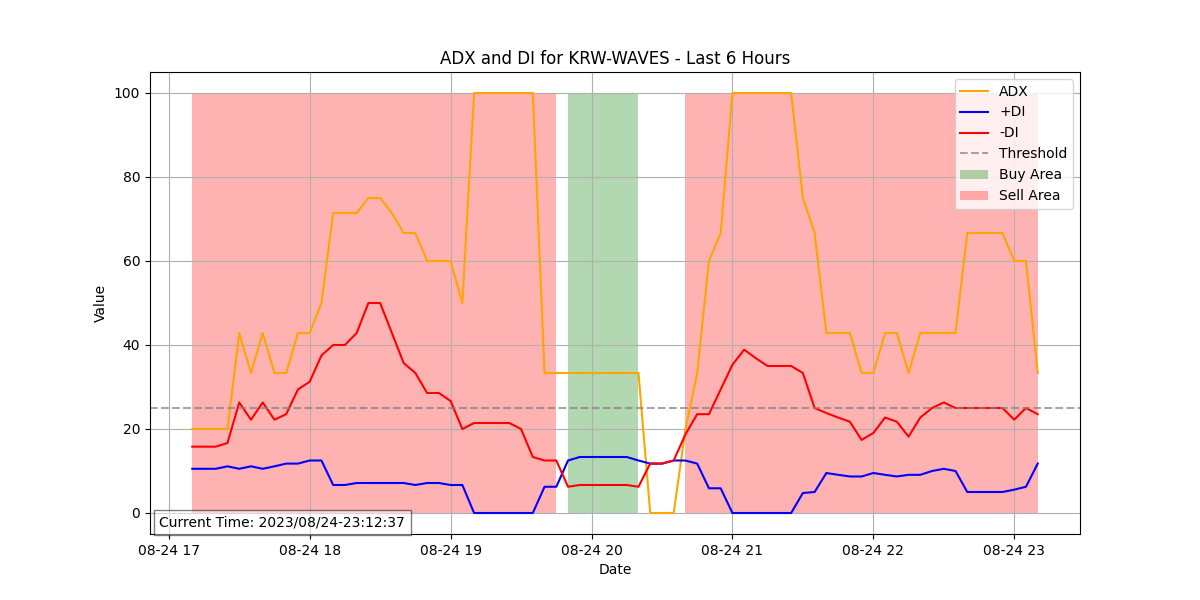 ADX and DI for KRW-WAVES - Last 6 Hours
100
80
60
40
20
0
Value
ADX
+DI
-DI
Threshold
Buy Area
Sell Area
Current Time: 2023/08/24-23:12:37
08-24 17
08-24 18
08-24 19
08-24 20
08-24 21
08-24 22
08-24 23
Date